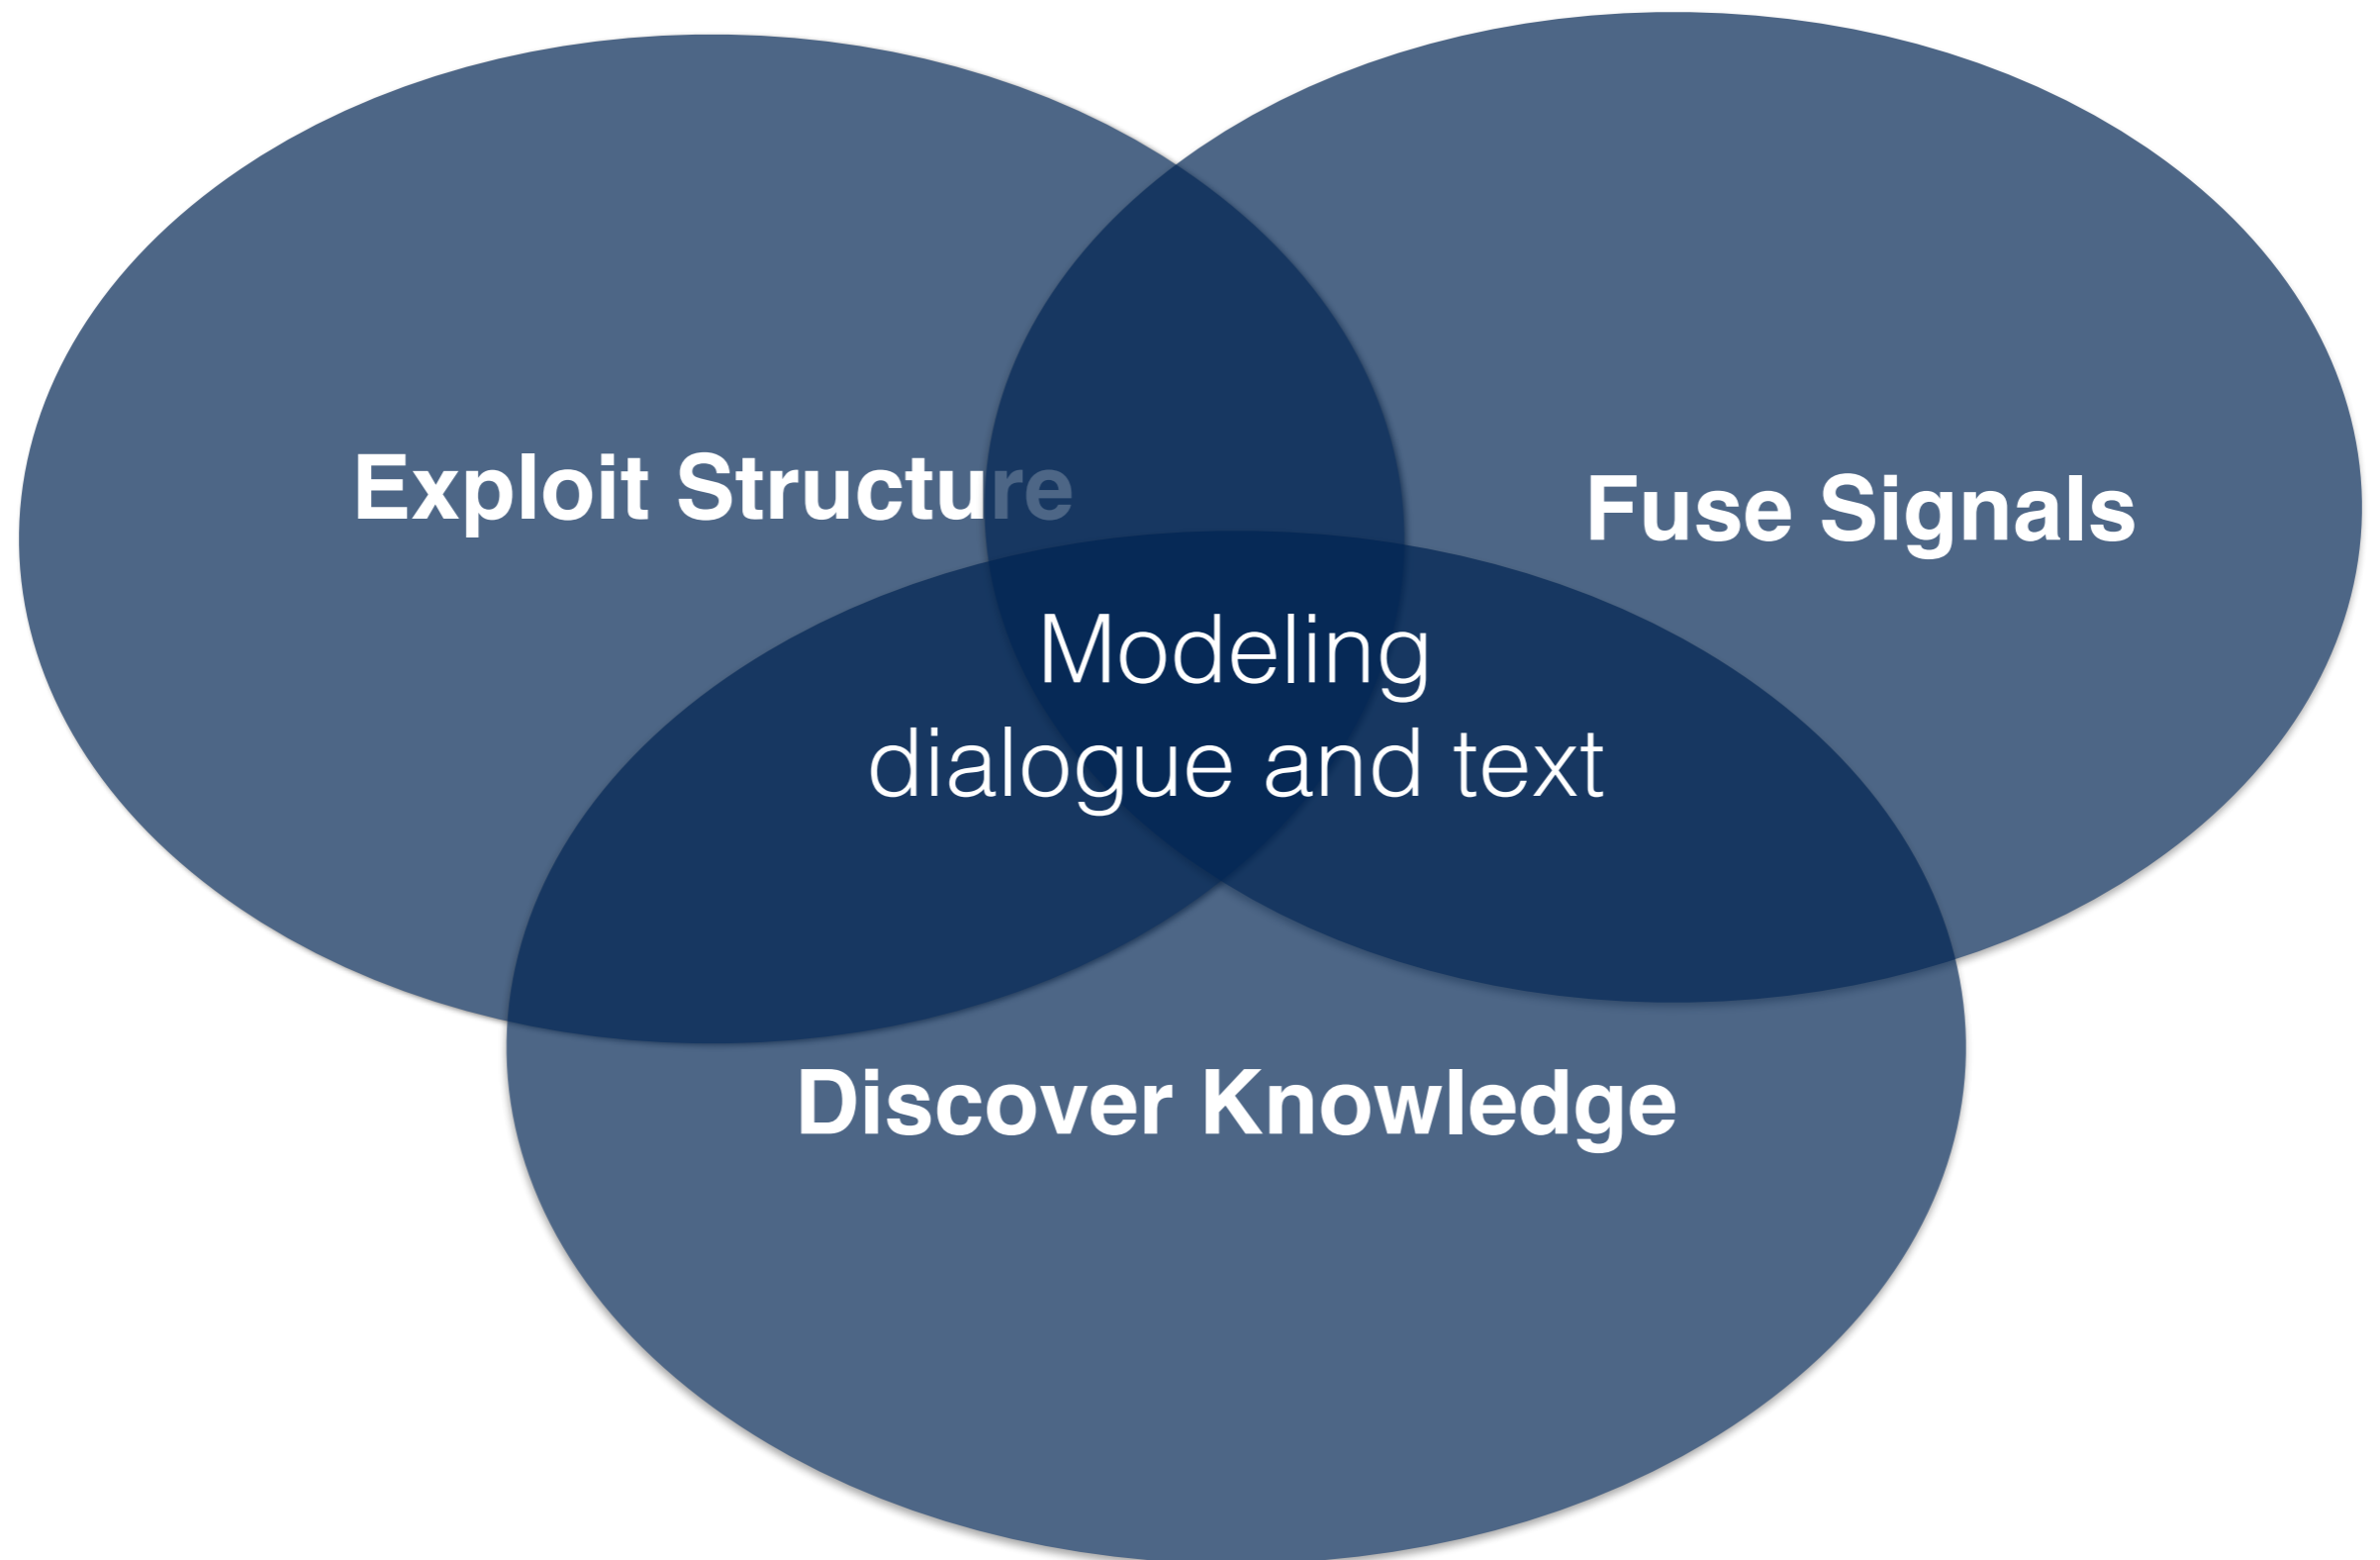 Exploit Structure
Fuse Signals
Modeling
dialogue and text
Discover Knowledge